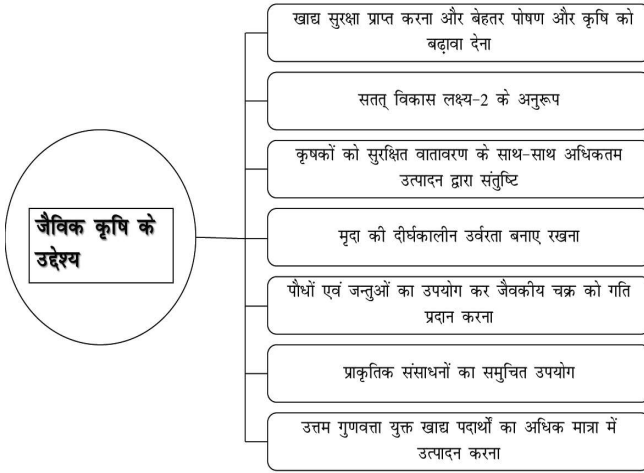 जैविक कृषि के
उद्देश्य
खाद्य सुरक्षा प्राप्त करना और बेहतर पोषण और कृषि को
बढ़ावा देना
सतत् विकास लक्ष्य-2 के अनुरूप
कृषकों को सुरक्षित वातावरण के साथ-साथ अधिकतम
उत्पादन द्वारा संतुष्टि
मृदा की दीर्घकालीन उर्वरता बनाए रखना
पौधों एवं जन्तुओं का उपयोग कर जैवकीय चक्र को गति
प्रदान करना
प्राकृतिक संसाधनों का समुचित उपयोग
उत्तम गुणवत्ता युक्त खाद्य पदार्थों का अधिक मात्रा में
उत्पादन करना